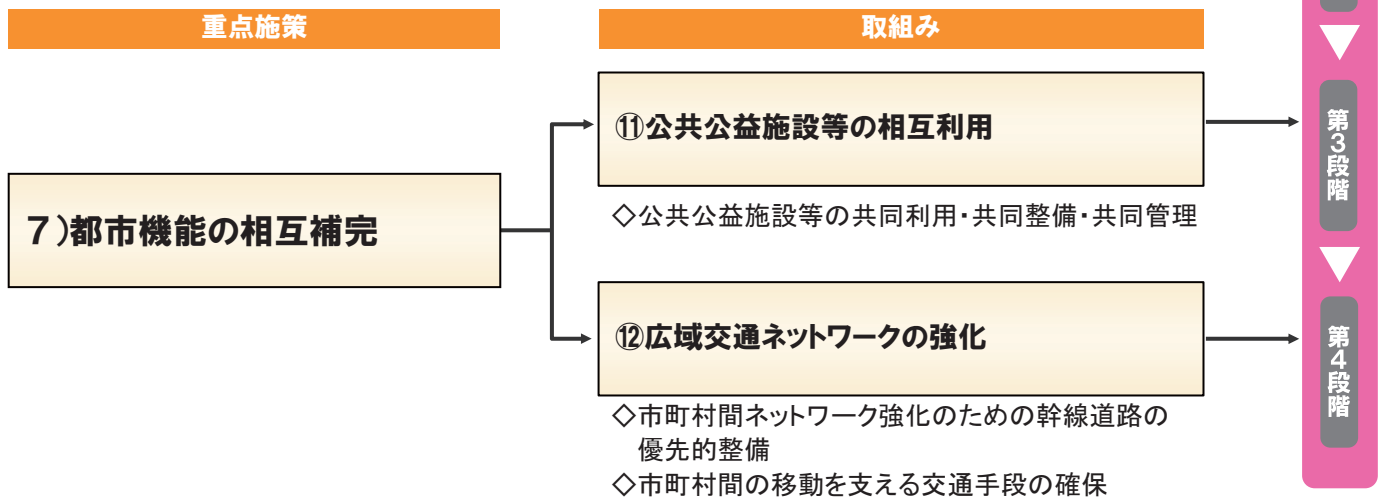 重点施策
取組み
7)都市機能の相互補完
⑪公共公益施設等の相互利用
◇公共公益施設等の共同利用・共同整備・共同管理
⑫広域交通ネットワークの強化
◇市町村間ネットワーク強化のための幹線道路の
優先的整備
◇市町村間の移動を支える交通手段の確保
第3段階
第4段階